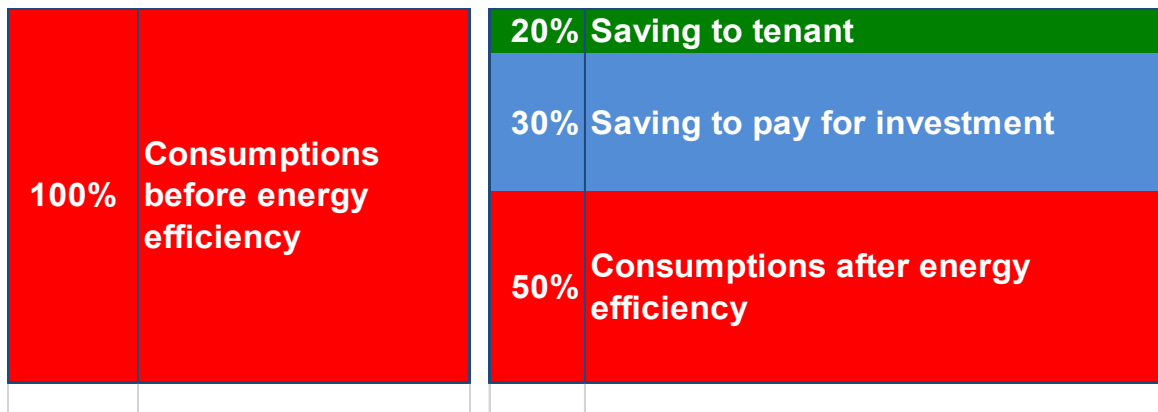 100%
Consumptions
before energy
efficiency
20% Saving to tenant
30% Saving to pay for investment
50%
Consumptions after energy
efficiency